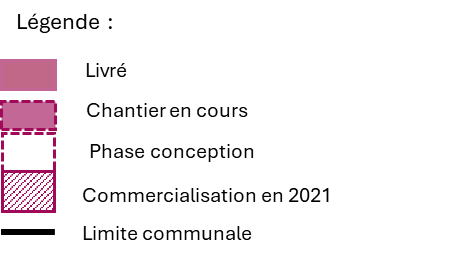 Légende :
Livré
Chantier en cours
Phase conception
Commercialisation en 2021
Limite communale